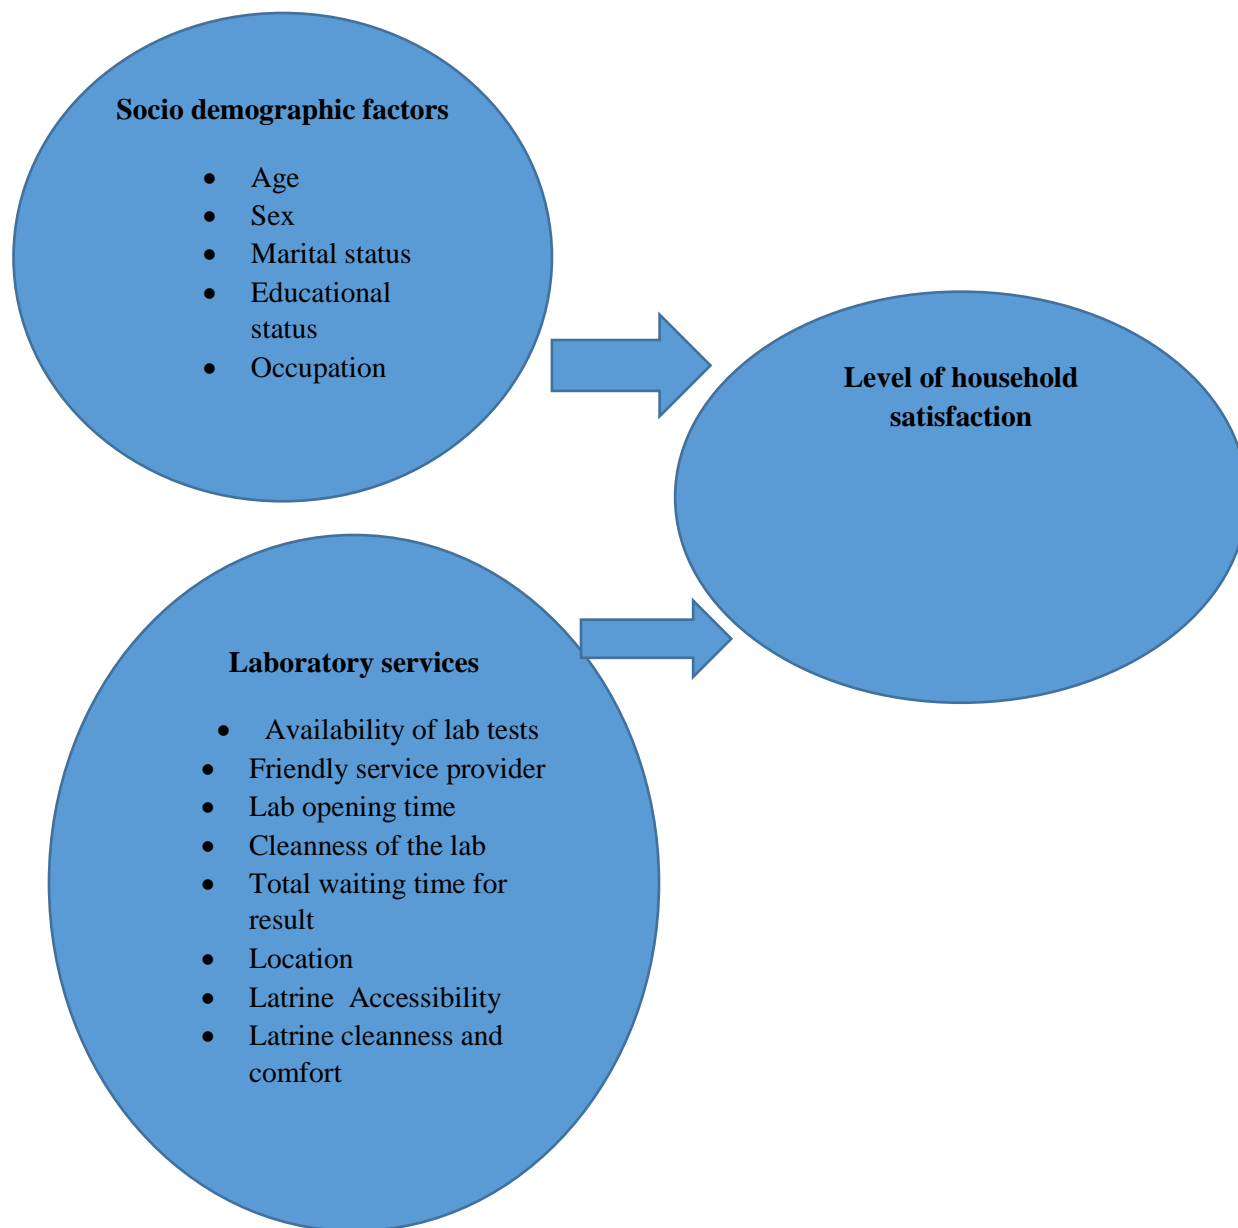 Socio demographic factors
• Age
• Sex
• Marital status
• Educational
status
• Occupation
Level of household
satisfaction
Laboratory services
• Availability of lab tests
• Friendly service provider
• Lab opening time
• Cleanness of the lab
• Total waiting time for
result
• Location
• Latrine  Accessibility
• Latrine cleanness and
comfort